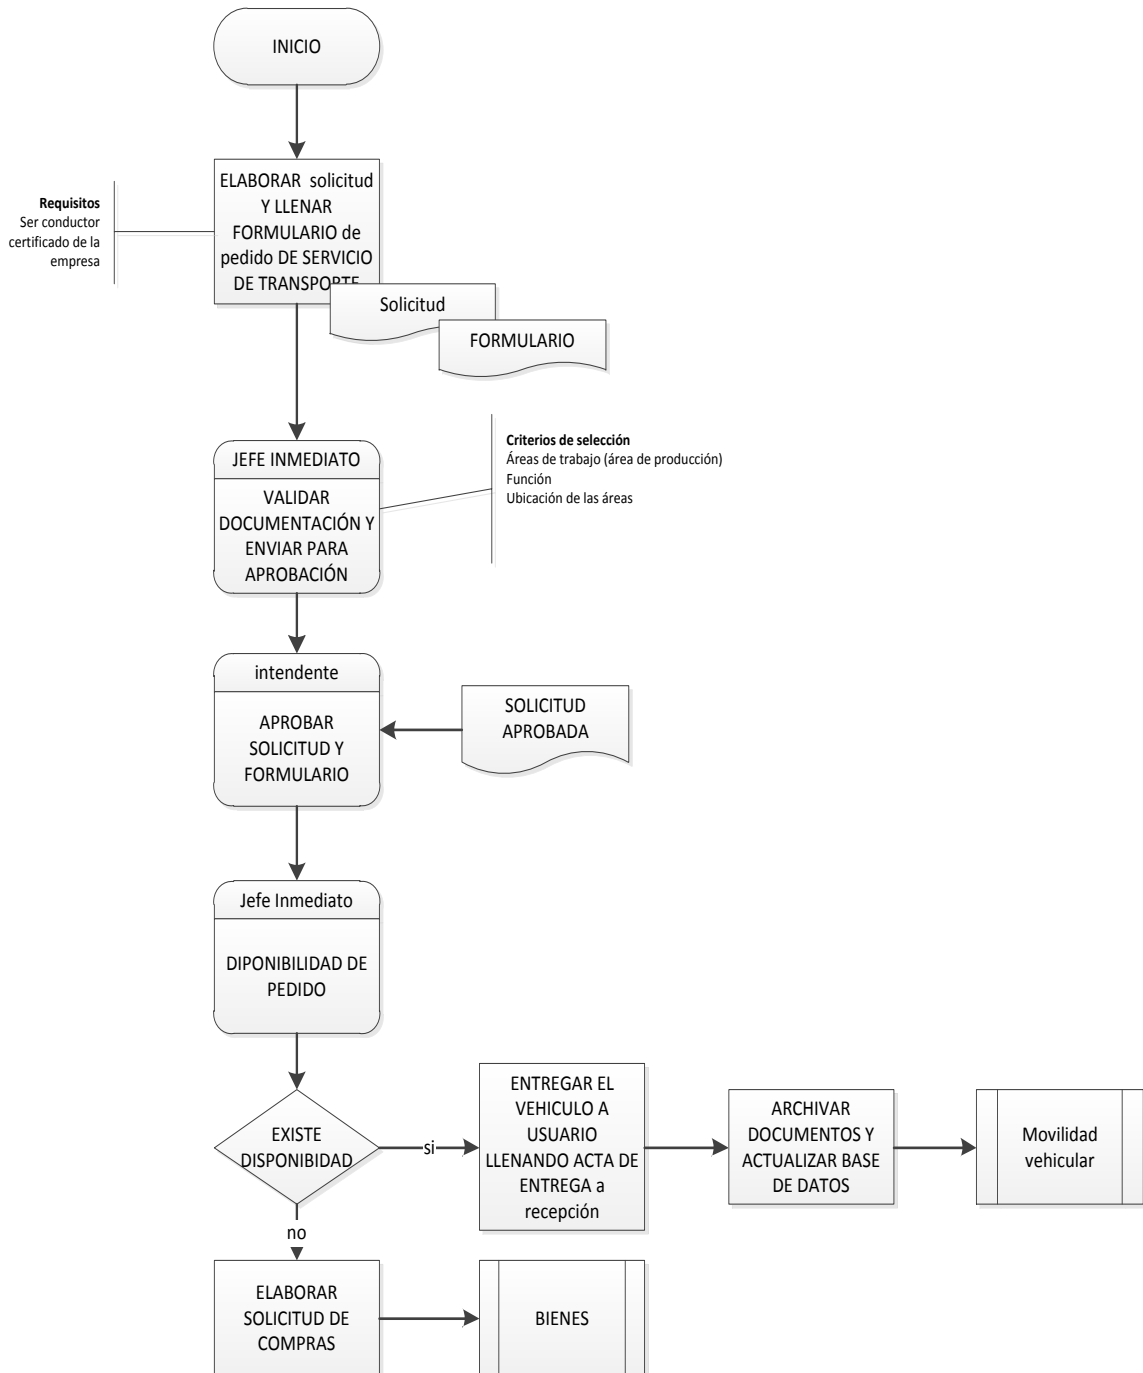 INICIO
Requisitos
Ser conductor
certificado de la
empresa
ELABORAR solicitud
Y LLENAR
FORMULARIO de
pedido DE SERVICIO
DE TRANSPORTE
Solicitud
FORMULARIO
JEFE INMEDIATO
VALIDAR
DOCUMENTACIÓN Y
ENVIAR PARA
APROBACIÓN
Criterios de selección
Áreas de trabajo (área de producción)
Función
Ubicación de las áreas
intendente
APROBAR
SOLICITUD Y
FORMULARIO
SOLICITUD
APROBADA
Jefe Inmediato
DIPONIBILIDAD DE
PEDIDO
EXISTE
DISPONIBIDAD
si
ENTREGAR EL
VEHICULO A
USUARIO
LLENANDO ACTA DE
ENTREGA a
recepción
ARCHIVAR
DOCUMENTOS Y
ACTUALIZAR BASE
DE DATOS
Movilidad
vehicular
no
ELABORAR
SOLICITUD DE
COMPRAS
BIENES